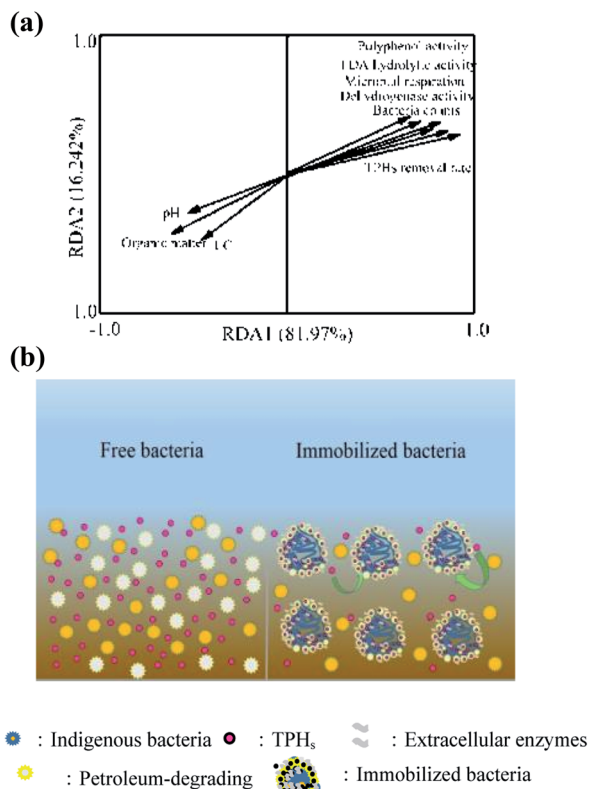 (a)
1.0
Polyphenol activity
FDA hydrolytic activity
Microbial respiration
Dehydrogenase activity
Bacteria counts
TPHs removal rate
pH
Organic matter
RDA2 (16.242%)
1.0
-1.0
RDA1 (81.97%)
1.0
(b)
Free bacteria
Immobilized bacteria
: Indigenous bacteria
: TPHs
: Extracellular enzymes
: Petroleum-degrading
: Immobilized bacteria